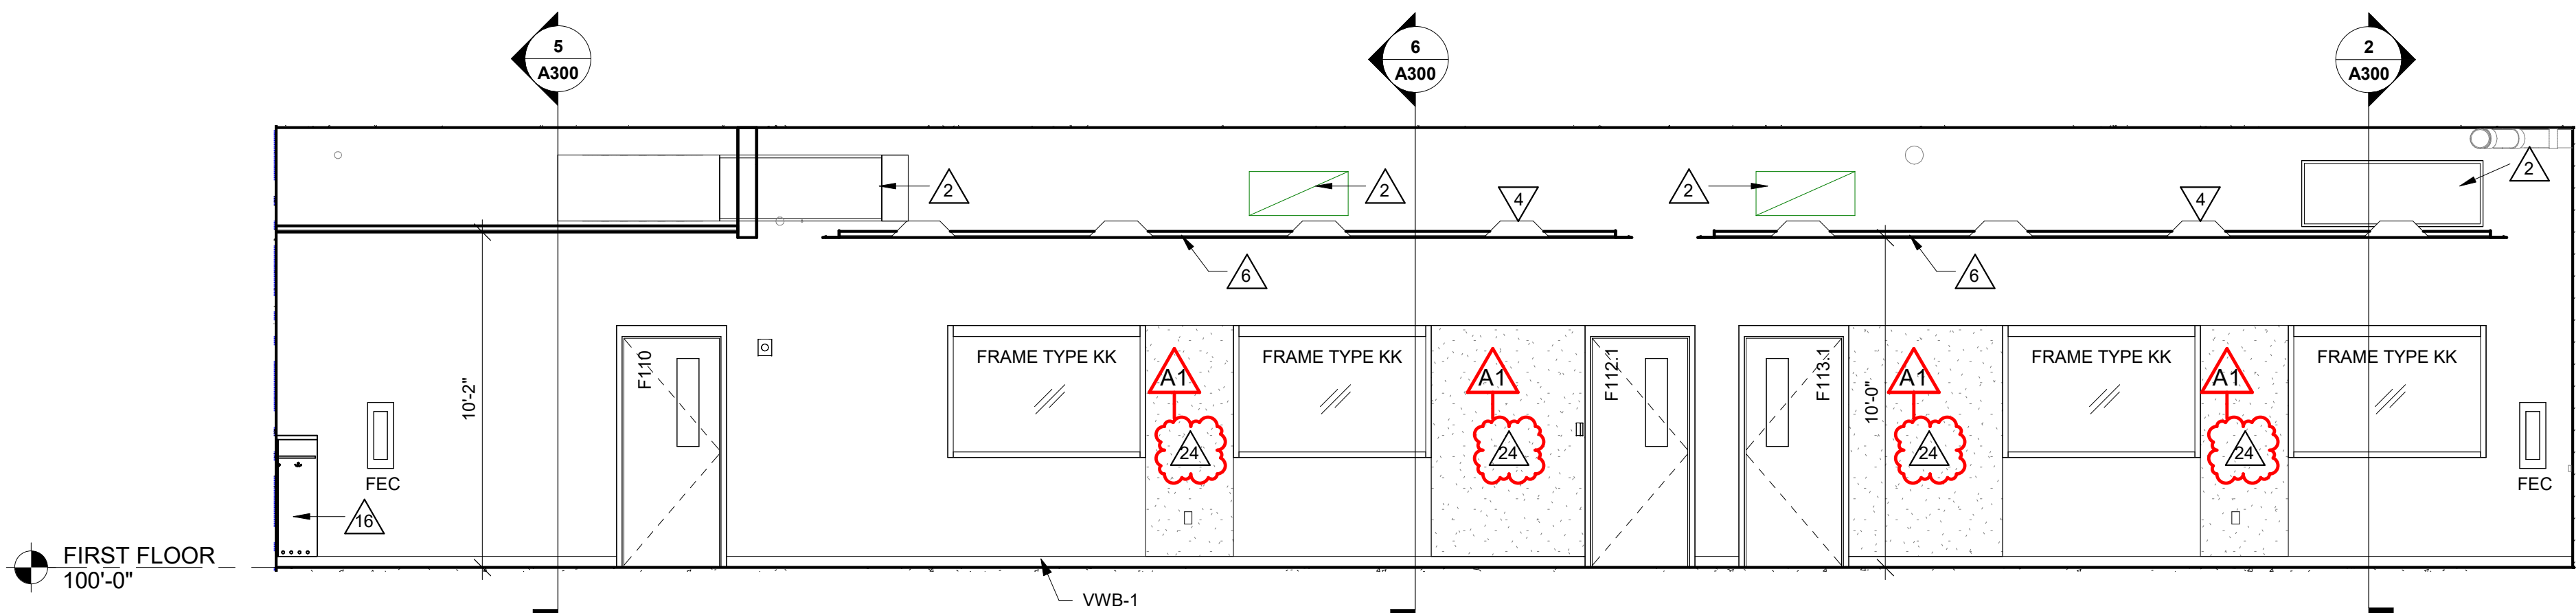 5
A300
6
A300
2
A300
2
2
2
2
4
4
6
6
10'-2"
F110
FRAME TYPE KK
A1
24
FRAME TYPE KK
A1
24
F112.1
F113.1
10'-0"
A1
24
FRAME TYPE KK
A1
24
FRAME TYPE KK
FEC
FEC
16
FIRST FLOOR
100'-0"
VWB-1